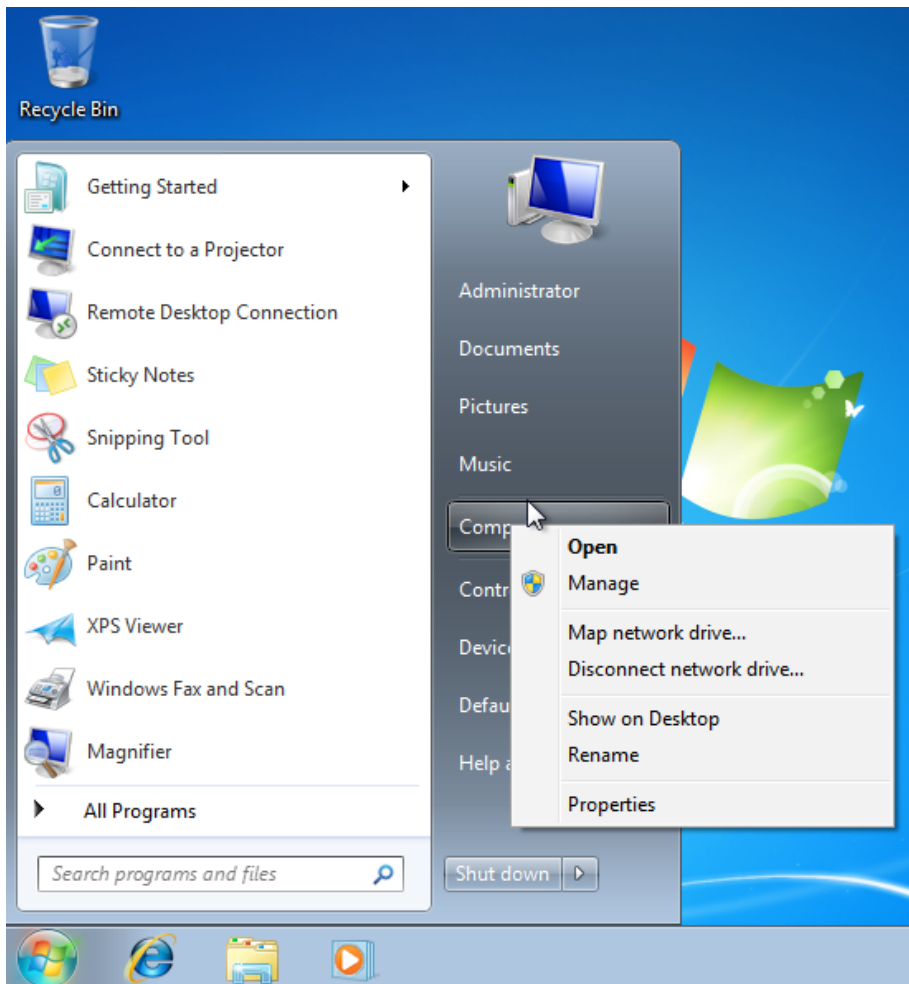 Recycle Bin
Getting Started
Connect to a Projector
Remote Desktop Connection
Sticky Notes
Snipping Tool
Calculator
Paint
XPS Viewer
Windows Fax and Scan
Magnifier
All Programs
Search programs and files
Administrator
Documents
Pictures
Music
Comp
Contr
Devic
Defau
Help a
Shut down
Open
Manage
Map network drive...
Disconnect network drive...
Show on Desktop
Rename
Properties